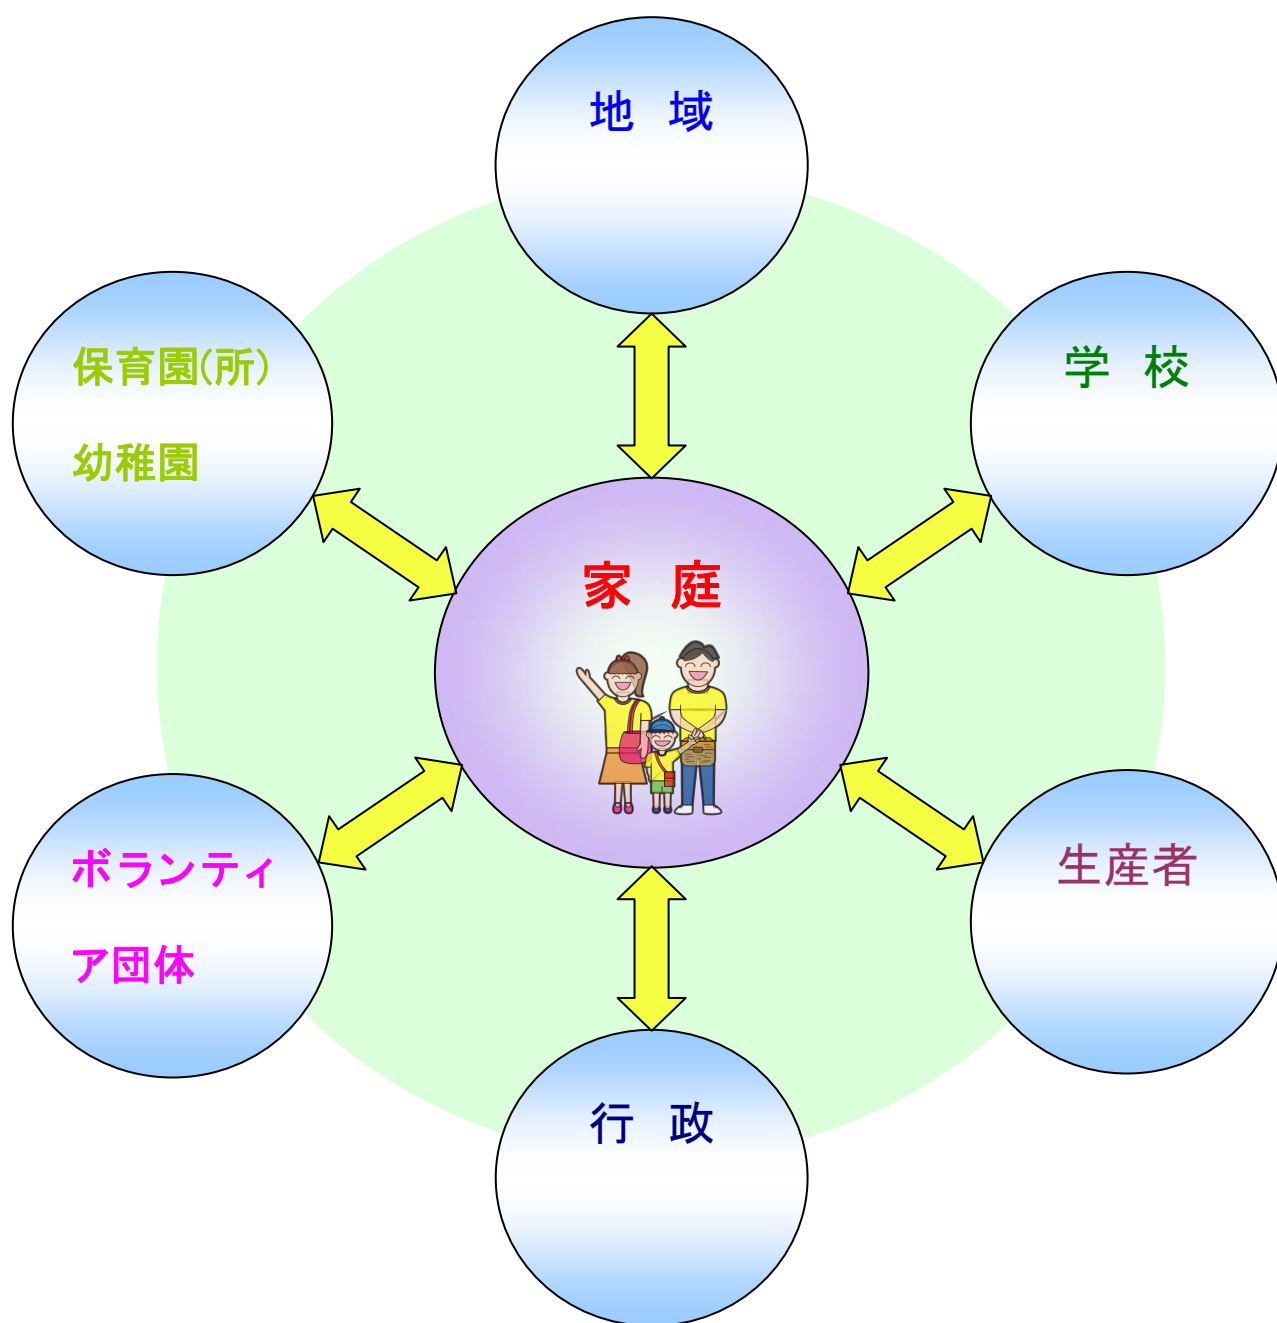 地　域
保育園(所)
幼稚園
学　校
家　庭
ボランティ
ア団体
生産者
行　政